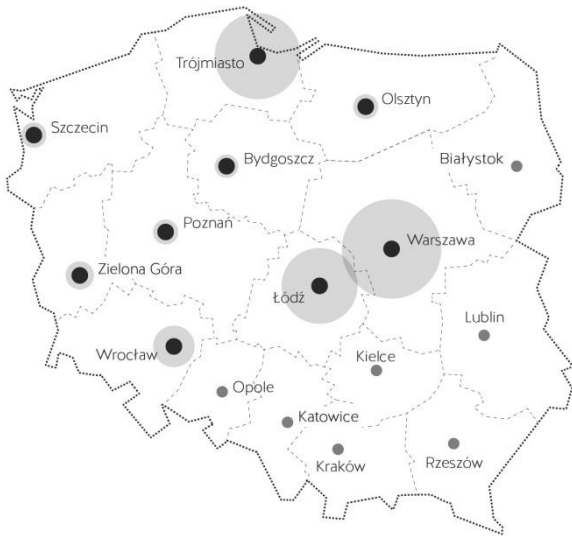 Trójmiasto
Olsztyn
Szczecin
Bydgoszcz
Białystok
Poznań
Warszawa
Zielona Góra
Łódź
Lublin
Wrocław
Kielce
Opole
Katowice
Kraków
Rzeszów